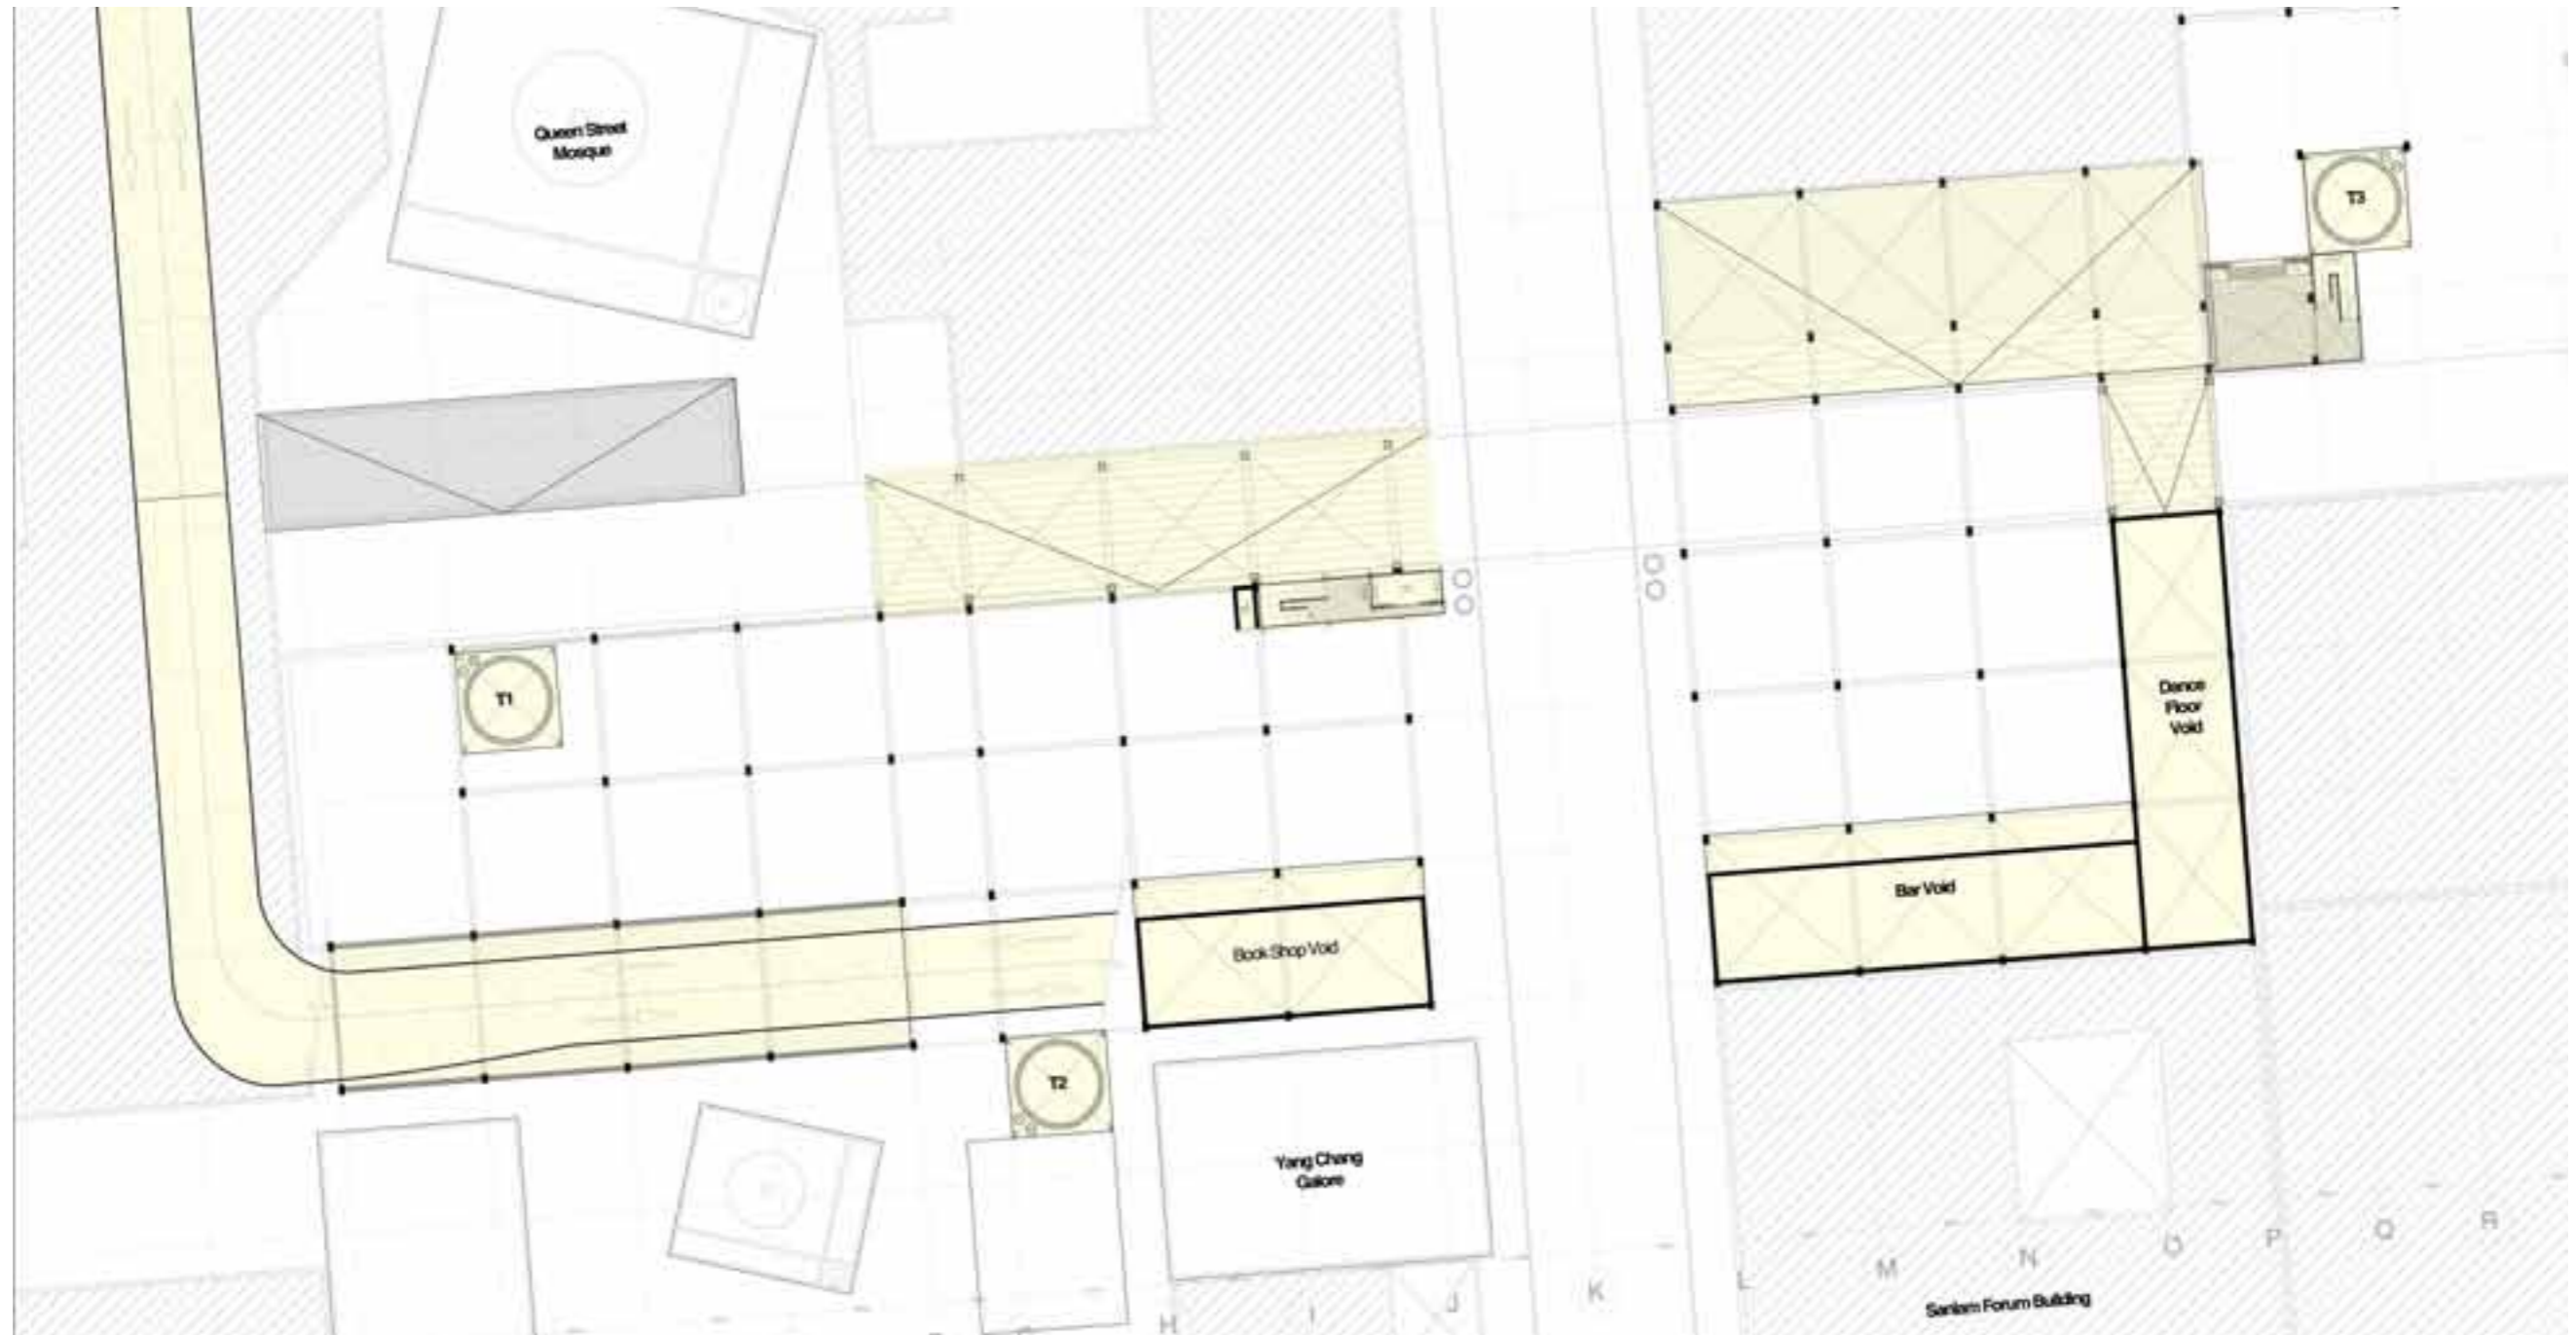 Queen Street
Mosque
T3
T1
Dance
Floor
Void
Bar Void
Book Shop Void
T2
Yang Chang
Galore
H
I
J
K
L
M
N
O
P
Q
R
Sanlam Forum Building